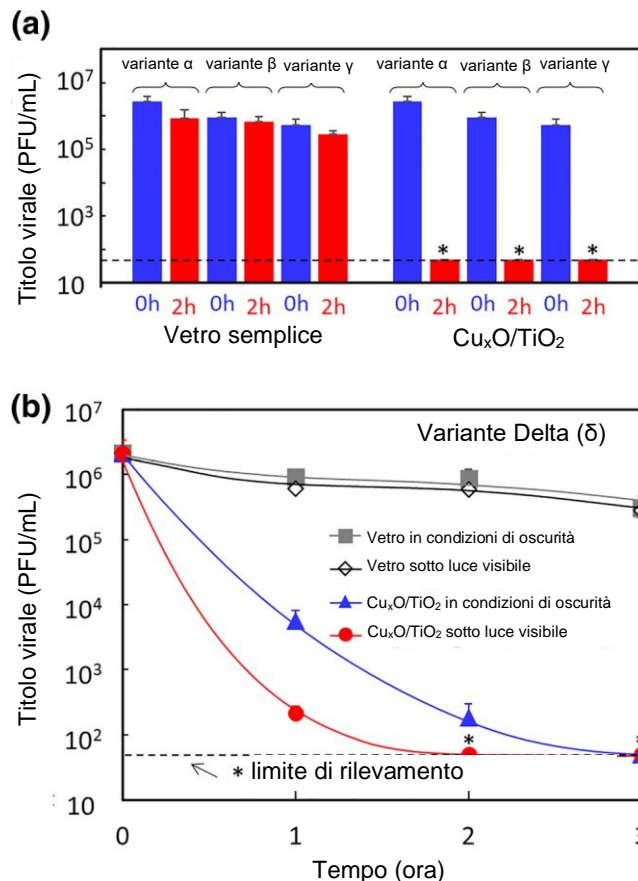 (a)
variante α variante β variante γ variante α variante β variante γ
Titolo virale (PFU/mL)
10⁷
10⁵
10³
10
* * *
0h 2h 0h 2h 0h 2h 0h 2h 0h 2h 0h 2h
Vetro semplice CuₓO/TiO₂
(b)
Variante Delta (δ)
Titolo virale (PFU/mL)
10⁷
10⁶
10⁵
10⁴
10³
10²
10
Vetro in condizioni di oscurità
Vetro sotto luce visibile
CuₓO/TiO₂ in condizioni di oscurità
CuₓO/TiO₂ sotto luce visibile
*
* limite di rilevamento
0 1 2 3
Tempo (ora)